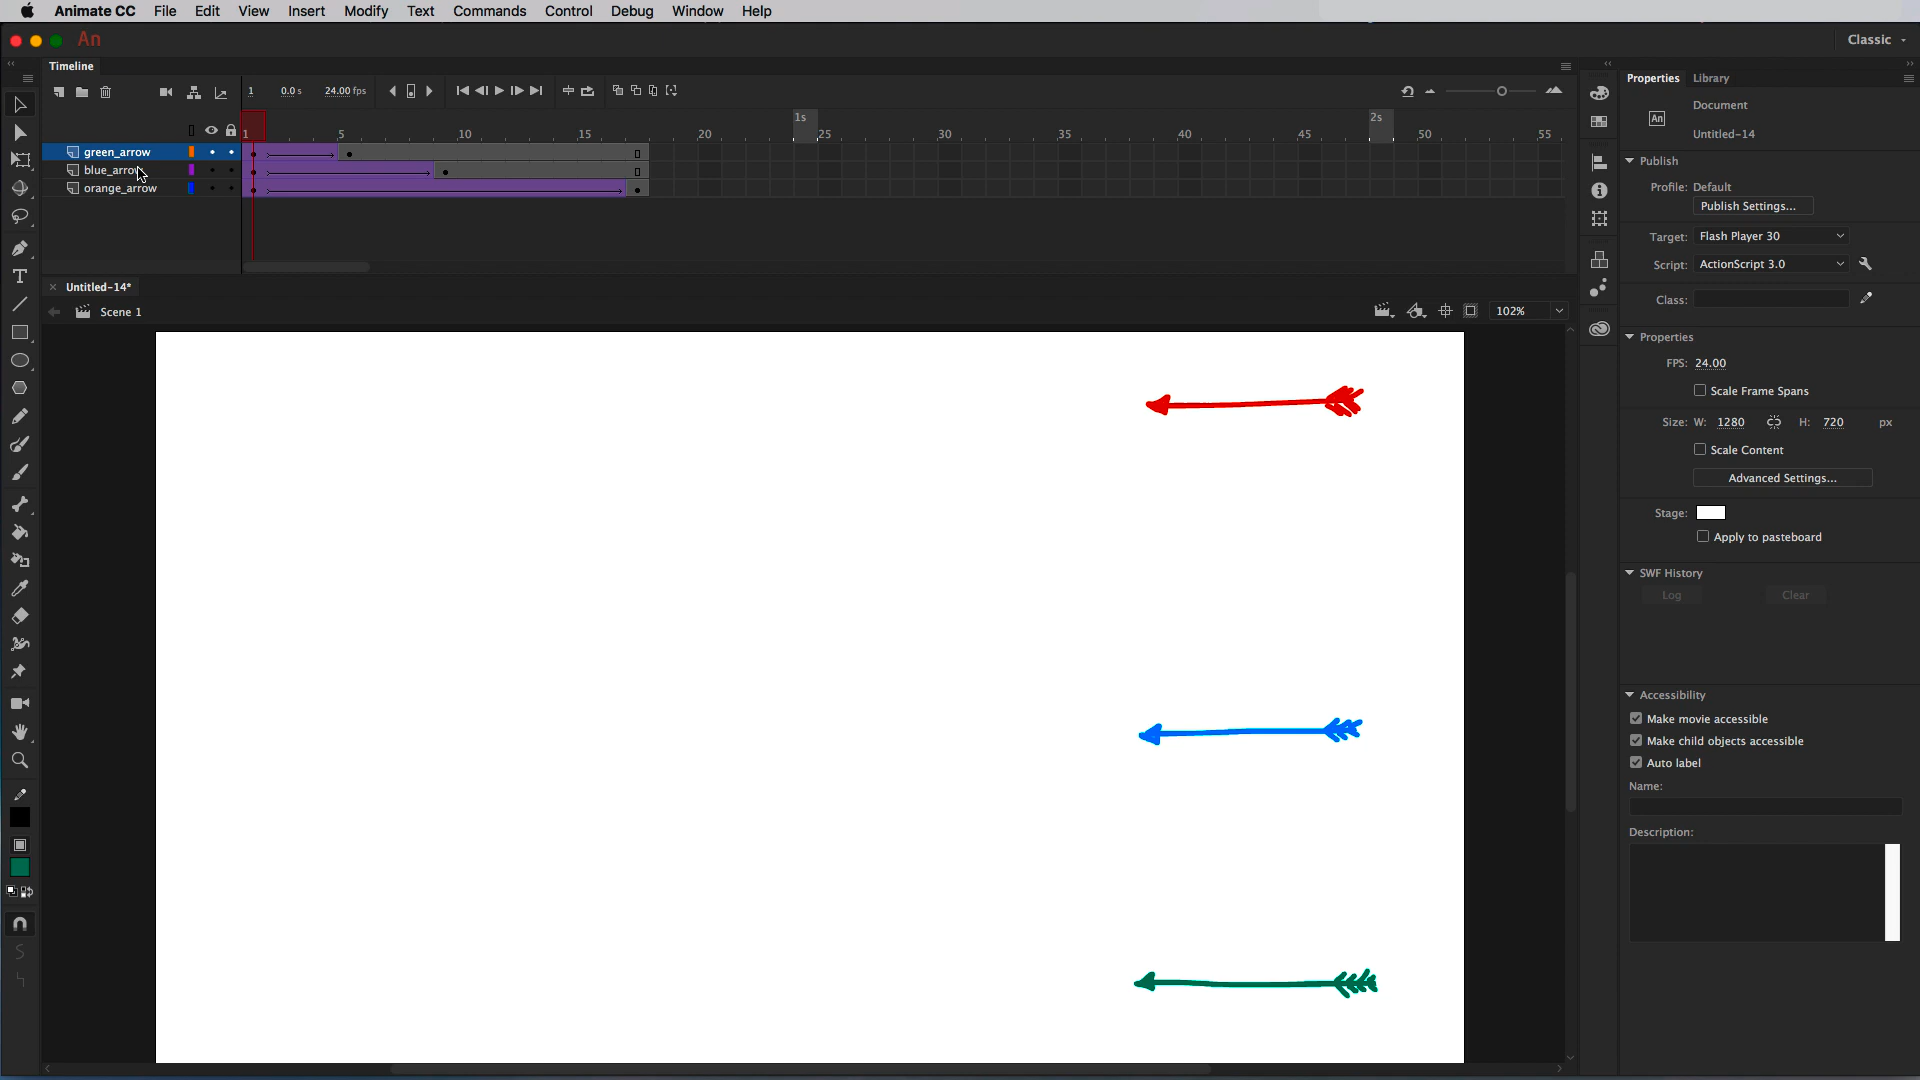 Animate CC File Edit View Insert Modify Text Commands Control Debug Window Help
An Classic
Timeline
1 0.0 s 24.00 fps
1s 2s
1 5 10 15 20 25 30 35 40 45 50 55
green_arrow
blue_arrow
orange_arrow
Untitled-14*
Scene 1 102%
Properties Library
An Document
Untitled-14
Publish
Profile: Default
Publish Settings...
Target: Flash Player 30
Script: ActionScript 3.0
Class:
Properties
FPS: 24.00
Scale Frame Spans
Size: W: 1280 H: 720 px
Scale Content
Advanced Settings...
Stage:
Apply to pasteboard
SWF History
Log Clear
Accessibility
Make movie accessible
Make child objects accessible
Auto label
Name:
Description: